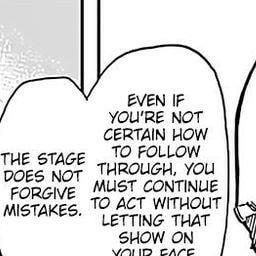 EVEN IF
YOU'RE NOT
CERTAIN HOW
TO FOLLOW
THROUGH, YOU
MUST CONTINUE
TO ACT WITHOUT
LETTING THAT
SHOW ON
YOUR FACE
THE STAGE
DOES NOT
FORGIVE
MISTAKES.